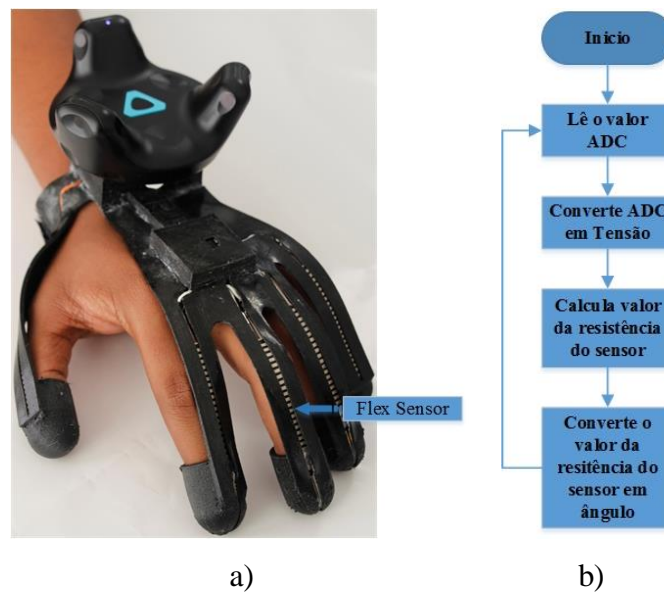 Inicio
Lê o valor
ADC
Converte ADC
em Tensão
Calcula valor
da resistência
do sensor
Flex Sensor
Converte o
valor da
resitência do
sensor em
ângulo
a)
b)